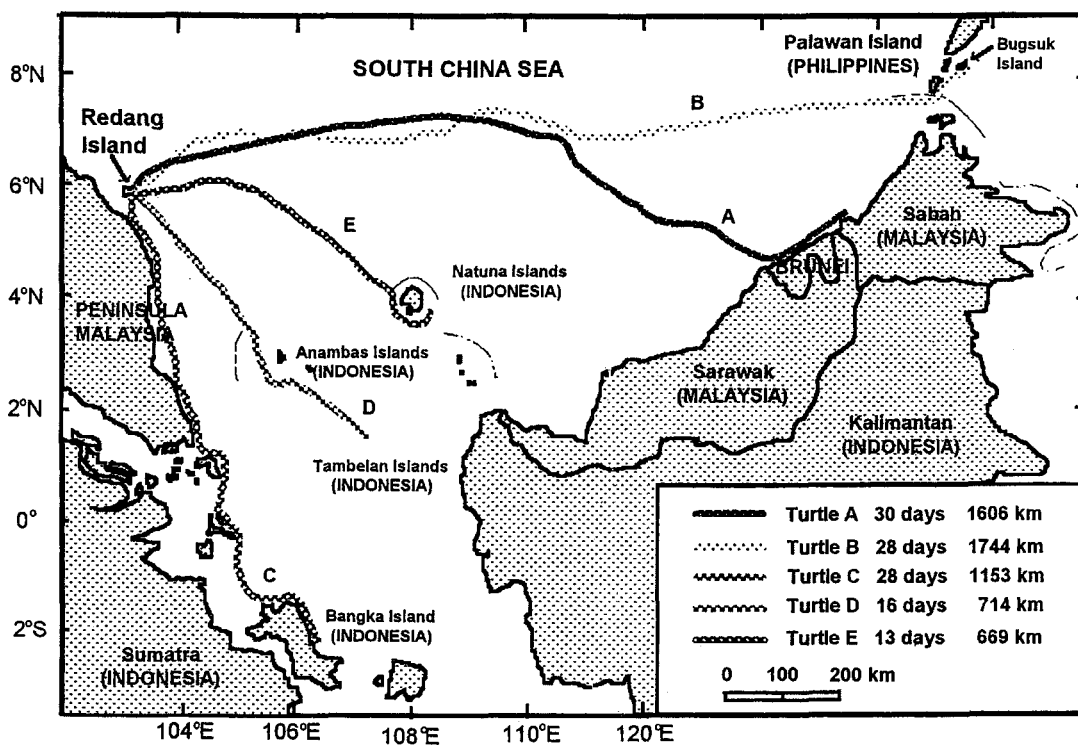 Palawan Island
(PHILIPPINES)
Bugsuk
Island
8°N
SOUTH CHINA SEA
B
Redang
Island
6°N
A
E
Sabah
(MALAYSIA)
BRUNEI
Natuna Islands
(INDONESIA)
4°N
PENINSULA
MALAYSIA
Anambas Islands
(INDONESIA)
Sarawak
(MALAYSIA)
D
2°N
Kalimantan
(INDONESIA)
Tambelan Islands
(INDONESIA)
0°
C
Bangka Island
(INDONESIA)
2°S
Sumatra
(INDONESIA)
Turtle A 30 days 1606 km
Turtle B 28 days 1744 km
Turtle C 28 days 1153 km
Turtle D 16 days 714 km
Turtle E 13 days 669 km
0 100 200 km
104°E 106°E 108°E 110°E 120°E